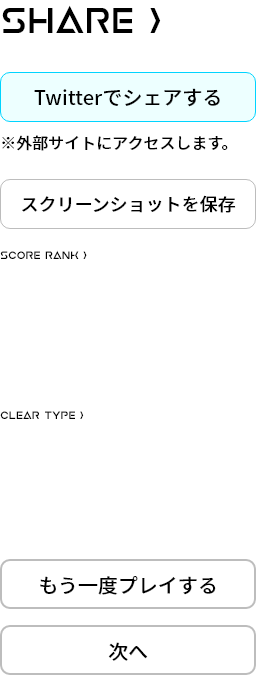 SHARE 〉
Twitterでシェアする
※外部サイトにアクセスします。
スクリーンショットを保存
SCORE RANK 〉
CLEAR TYPE 〉
もう一度プレイする
次へ